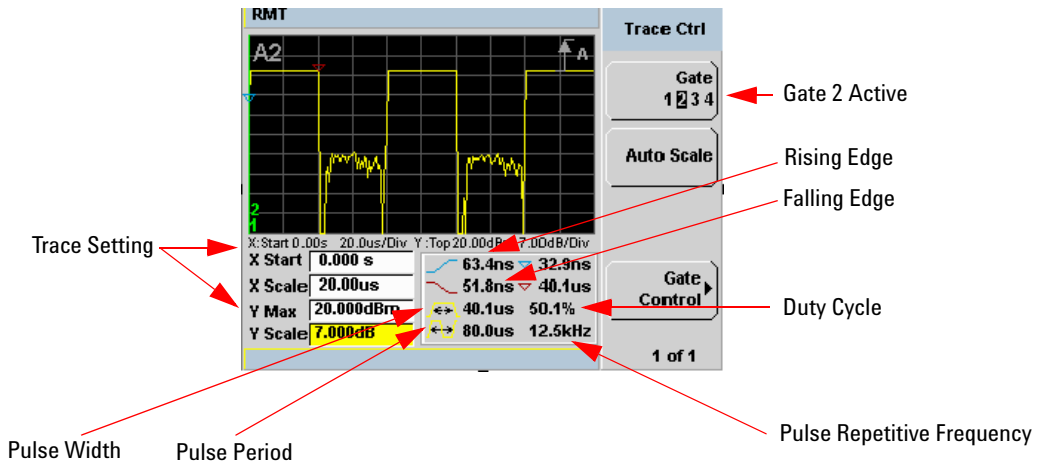 RMT
Trace Ctrl
A2
A
Gate
1 2 3 4
Gate 2 Active
Auto Scale
Rising Edge
Falling Edge
2
1
X:Start 0.00s 20.0us/Div Y:Top 20.00dBm 7.00dB/Div
Trace Setting
X Start 0.000 s
63.4ns 32.9ns
X Scale 20.00us
51.8ns 40.1us
Gate
Control
Y Max 20.000dBm
40.1us 50.1%
Duty Cycle
Y Scale 7.000dB
80.0us 12.5kHz
1 of 1
Pulse Width
Pulse Period
Pulse Repetitive Frequency